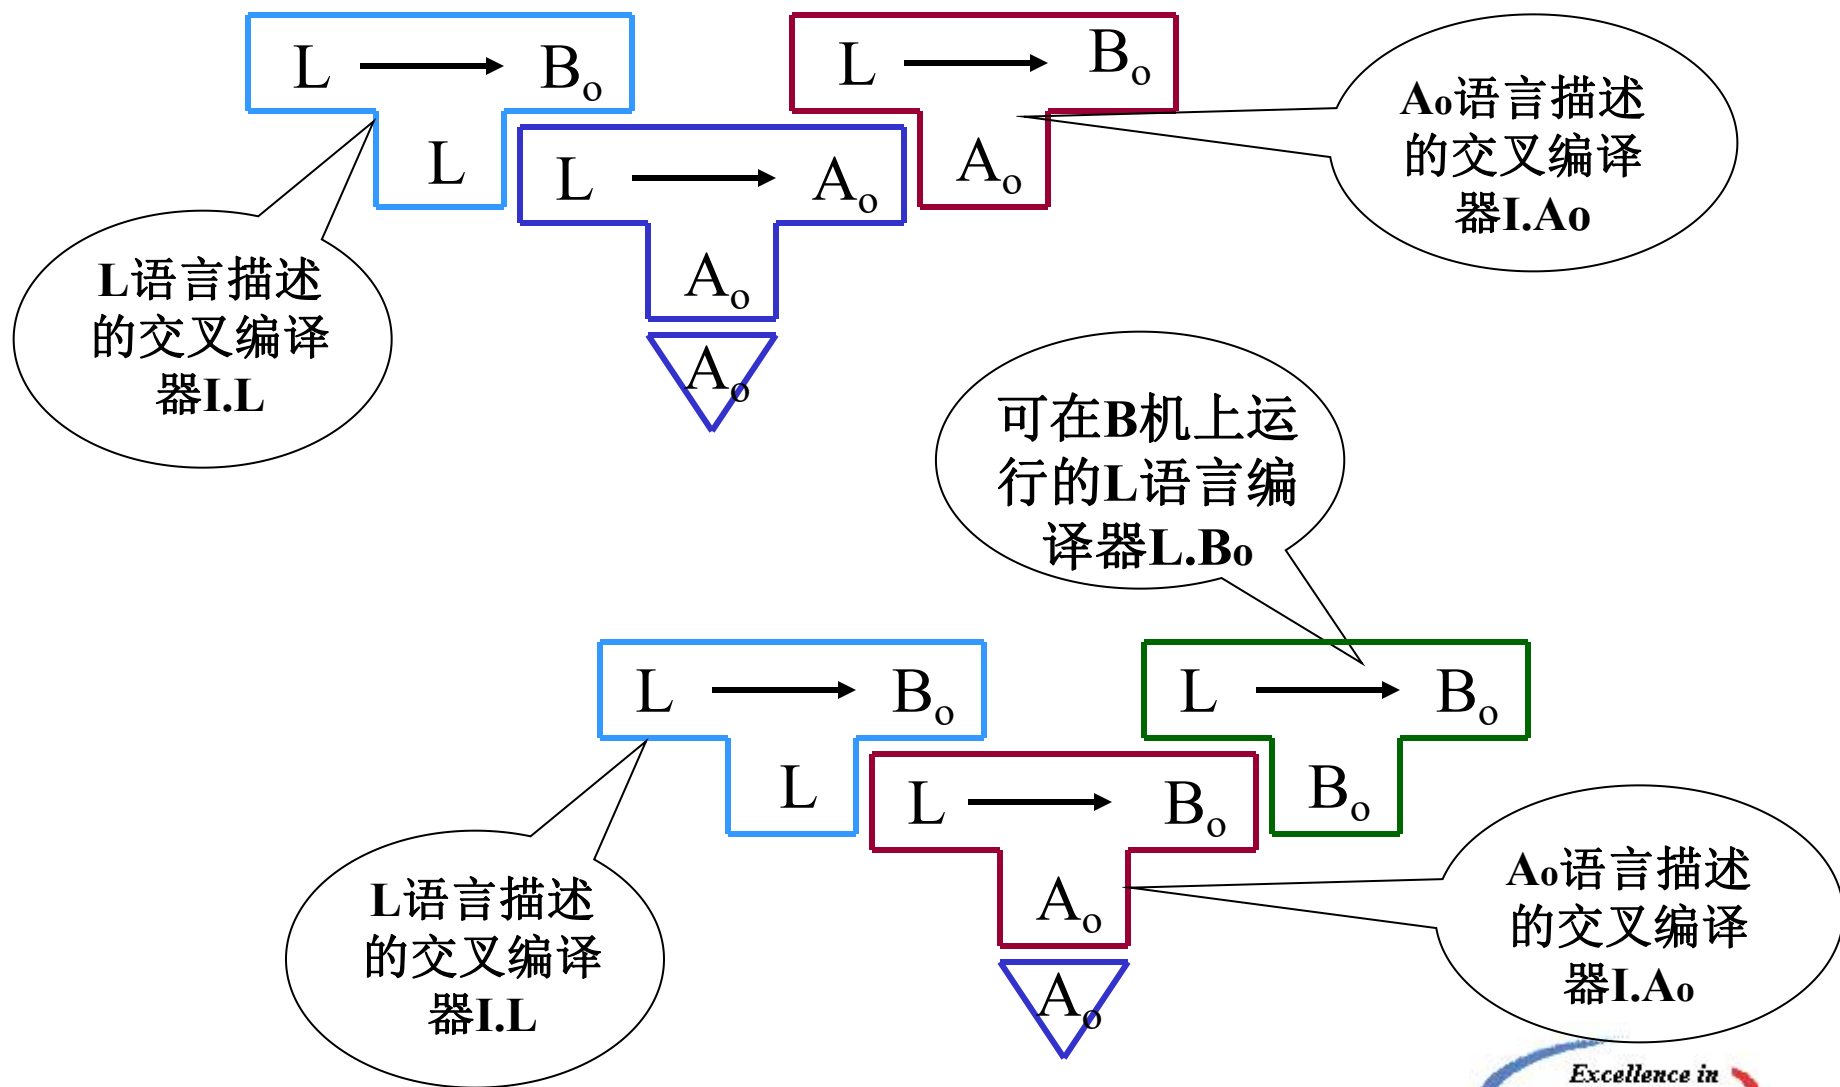 L → Bo
L → Bo
L
Ao
L → Ao
Ao
Ao
L语言描述
的交叉编译
器I.L
Ao语言描述
的交叉编译
器I.Ao
可在B机上运
行的L语言编
译器L.Bo
L → Bo
L → Bo
L
Bo
L → Bo
Ao
Ao
L语言描述
的交叉编译
器I.L
Ao语言描述
的交叉编译
器I.Ao
Excellence in